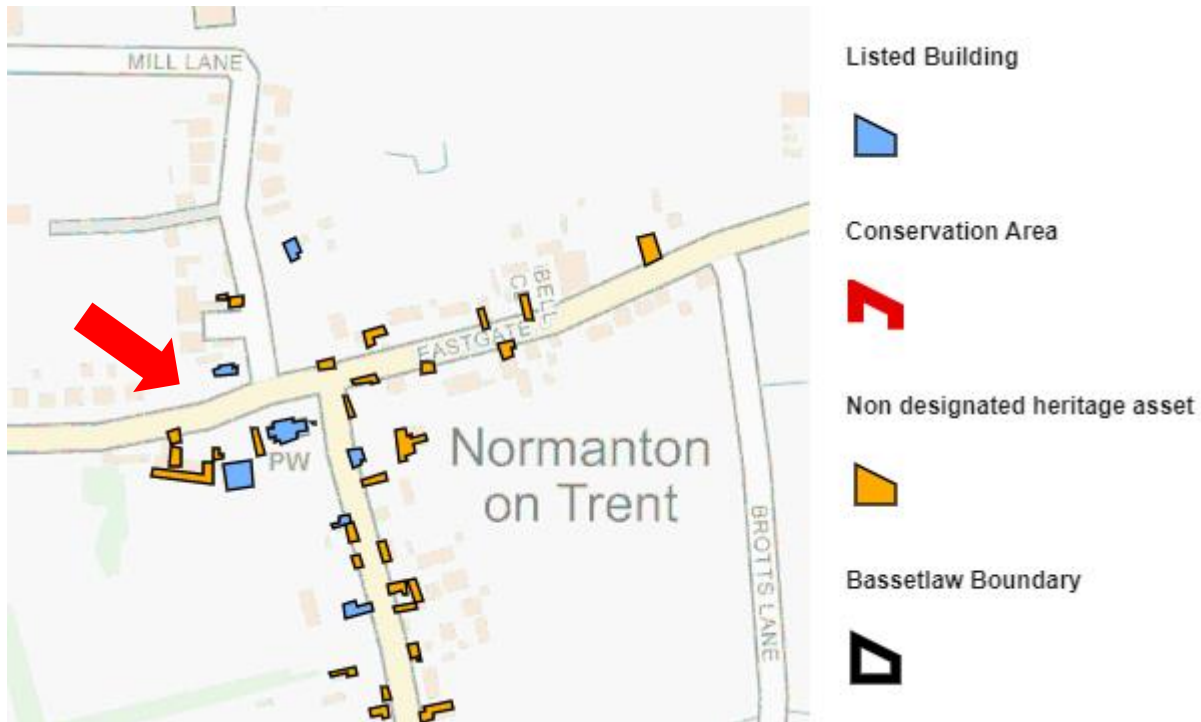 MILL LANE
IBELL
C
EASTGATE
Normanton
on Trent
PW
BROTTS LANE
Listed Building
Conservation Area
Non designated heritage asset
Bassetlaw Boundary